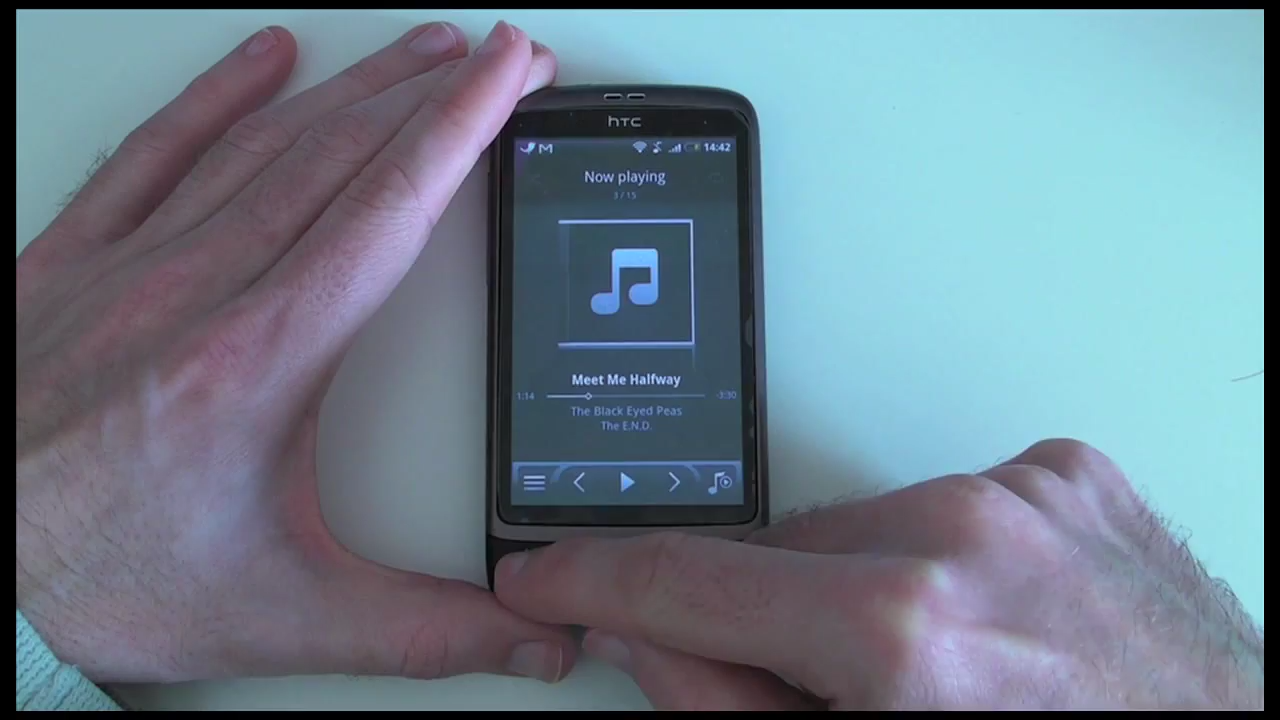 hTC
14:42
Now playing
3 / 15
Meet Me Halfway
1:14
-3:30
The Black Eyed Peas
The E.N.D.